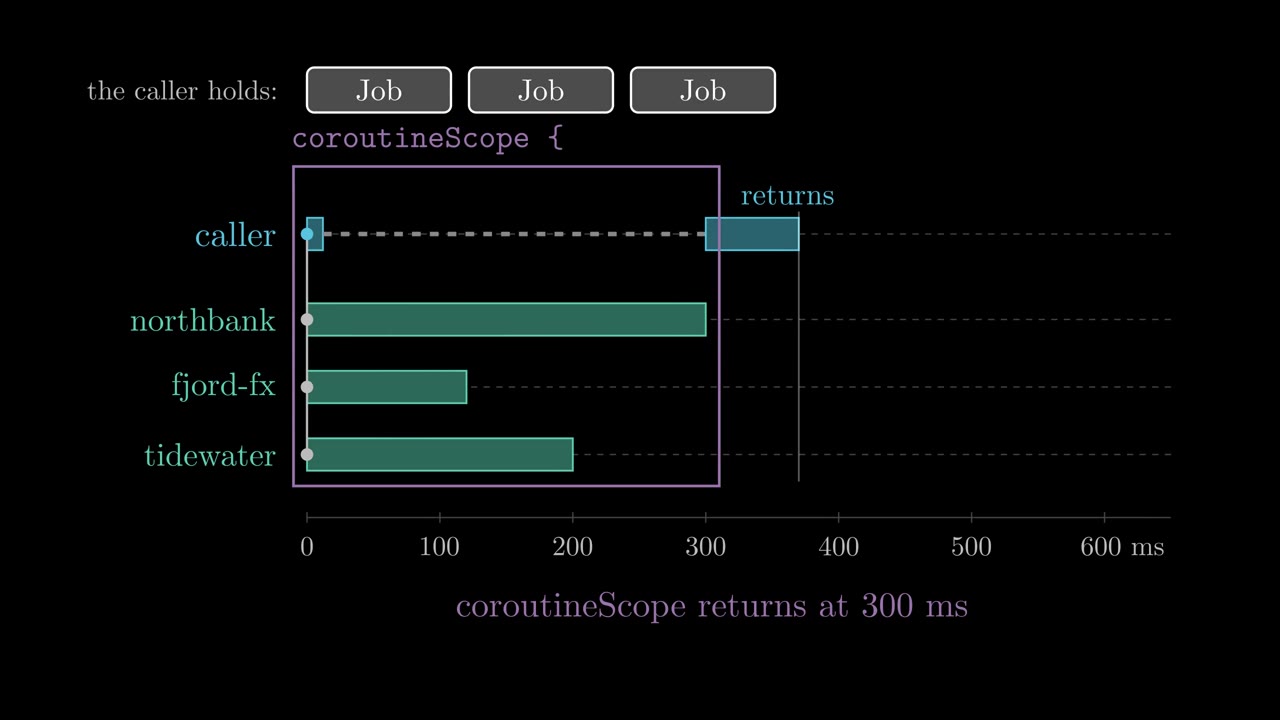 the caller holds: Job Job Job
coroutineScope {
returns
caller
northbank
fjord-fx
tidewater
0 100 200 300 400 500 600 ms
coroutineScope returns at 300 ms